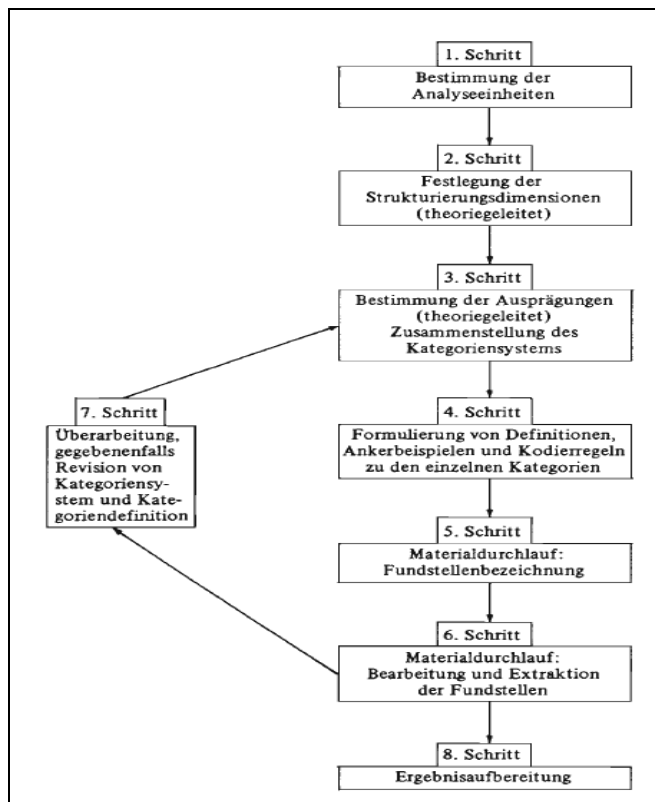 1. Schritt
Bestimmung der
Analyseeinheiten
2. Schritt
Festlegung der
Strukturierungsdimensionen
(theoriegeleitet)
3. Schritt
Bestimmung der Ausprägungen
(theoriegeleitet)
Zusammenstellung des
Kategoriensystems
4. Schritt
Formulierung von Definitionen,
Ankerbeispielen und Kodierregeln
zu den einzelnen Kategorien
5. Schritt
Materialdurchlauf:
Fundstellenbezeichnung
6. Schritt
Materialdurchlauf:
Bearbeitung und Extraktion
der Fundstellen
7. Schritt
Überarbeitung,
gegebenenfalls
Revision von
Kategoriensy-
stem und Kate-
goriendefinition
8. Schritt
Ergebnisaufbereitung